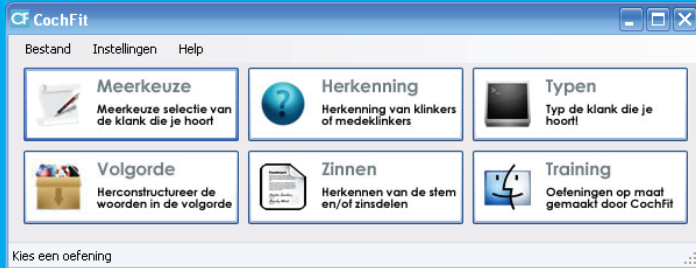 CF CochFit
Bestand Instellingen Help
Meerkeuze
Meerkeuze selectie van
de klank die je hoort
Herkenning
Herkenning van klinkers
of medeklinkers
Typen
Typ de klank die je
hoort!
Volgorde
Herconstructureer de
woorden in de volgorde
Zinnen
Herkennen van de stem
en/of zinsdelen
Training
Oefeningen op maat
gemaakt door CochFit
Kies een oefening